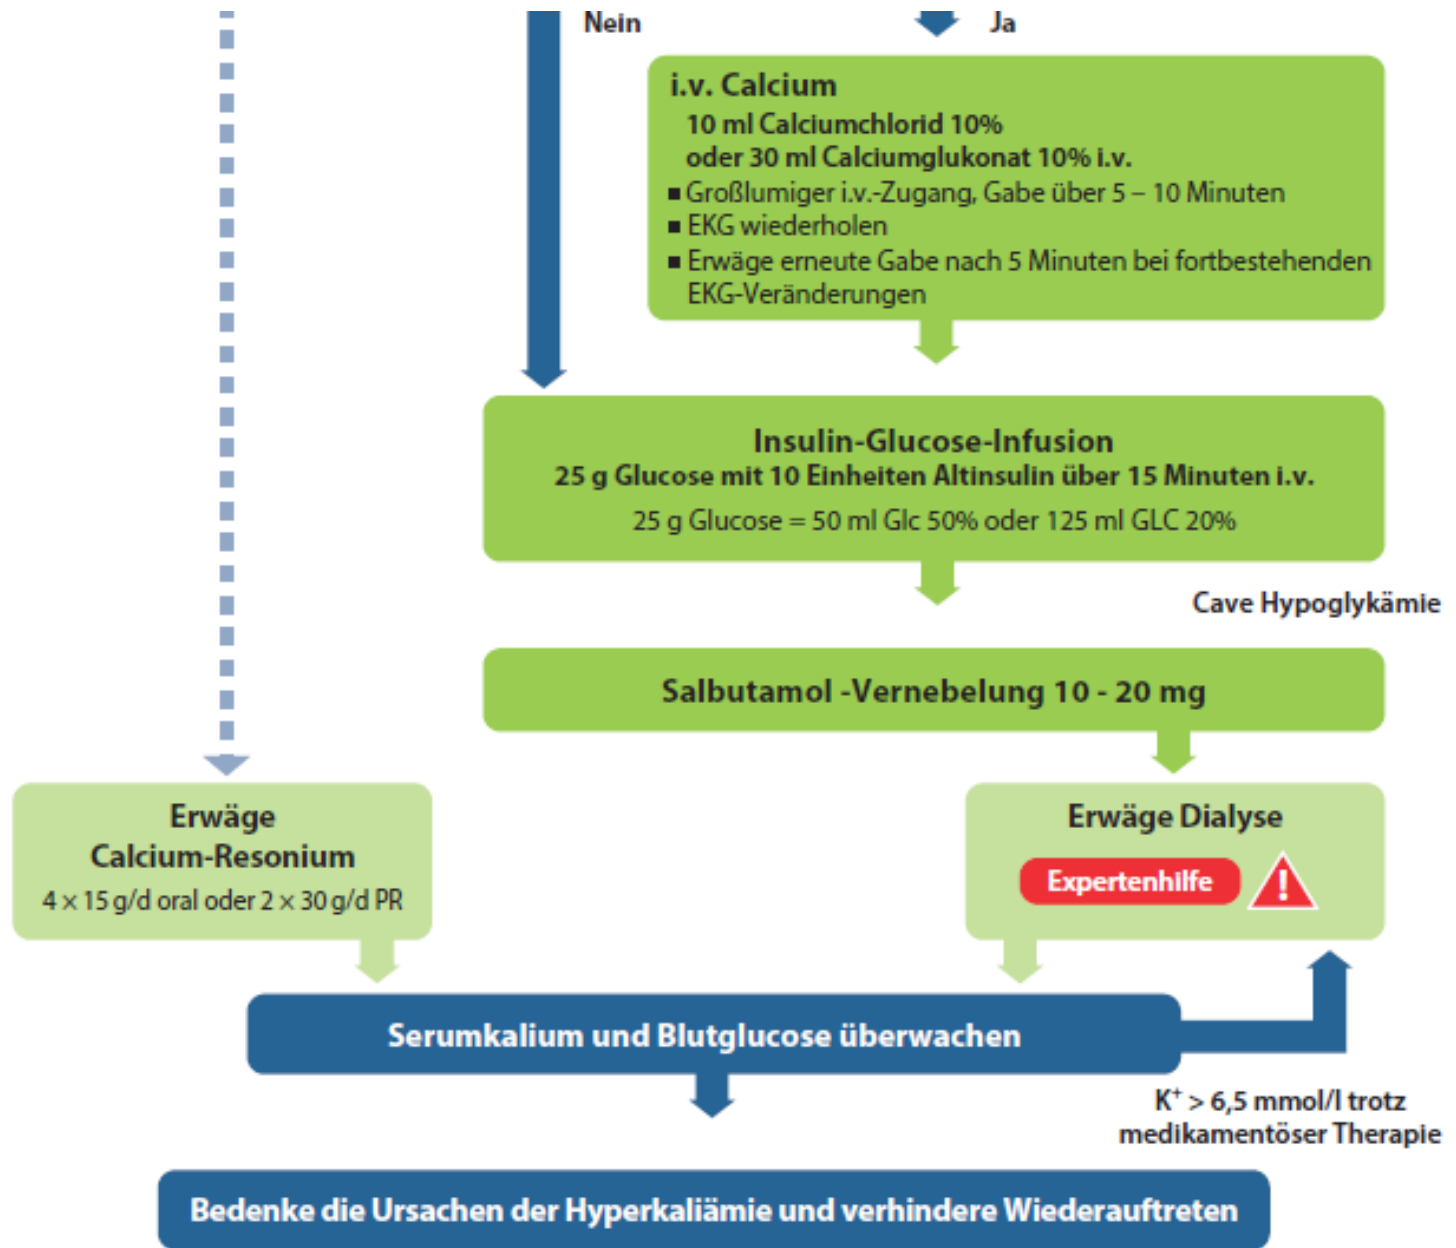 Nein
Ja
i.v. Calcium
10 ml Calciumchlorid 10%
oder 30 ml Calciumglukonat 10% i.v.
■ Großlumiger i.v.-Zugang, Gabe über 5 – 10 Minuten
■ EKG wiederholen
■ Erwäge erneute Gabe nach 5 Minuten bei fortbestehenden
EKG-Veränderungen
Insulin-Glucose-Infusion
25 g Glucose mit 10 Einheiten Altinsulin über 15 Minuten i.v.
25 g Glucose = 50 ml Glc 50% oder 125 ml GLC 20%
Cave Hypoglykämie
Salbutamol -Vernebelung 10 - 20 mg
Erwäge
Calcium-Resonium
4 × 15 g/d oral oder 2 × 30 g/d PR
Erwäge Dialyse
Expertenhilfe
!
Serumkalium und Blutglucose überwachen
K⁺ > 6,5 mmol/l trotz
medikamentöser Therapie
Bedenke die Ursachen der Hyperkaliämie und verhindere Wiederauftreten